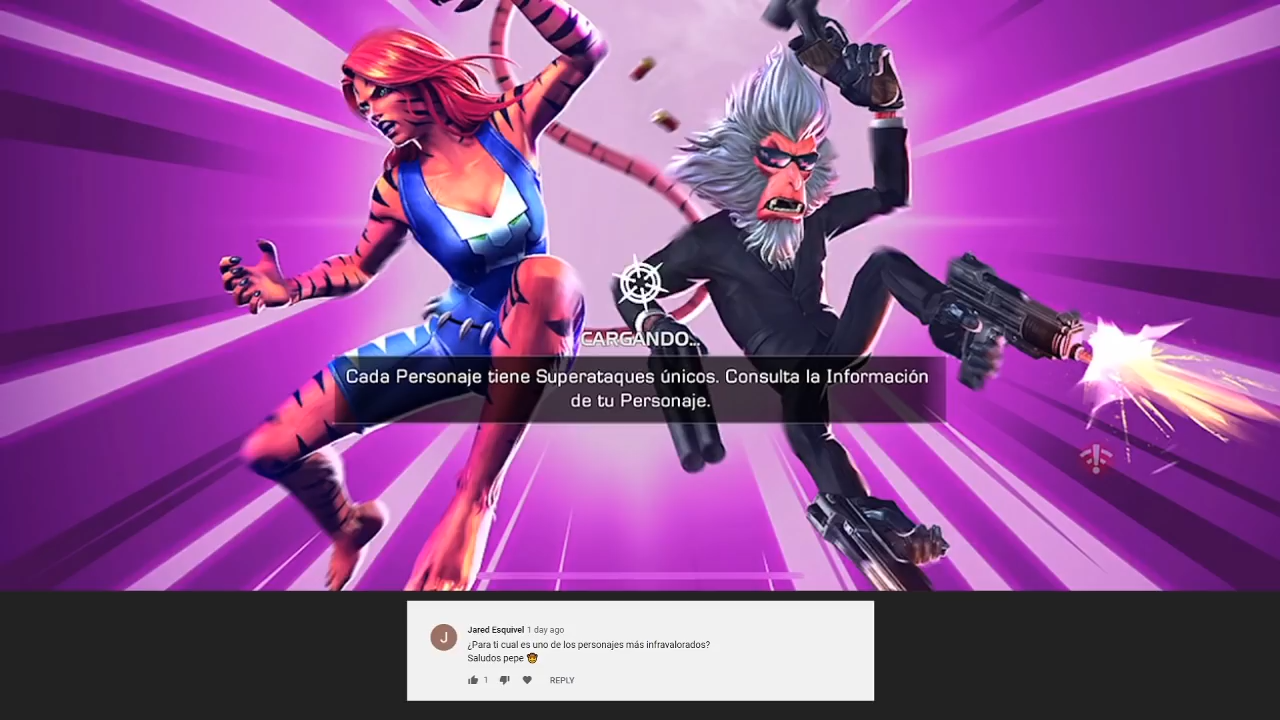 CARGANDO...
Cada Personaje tiene Superataques únicos. Consulta la Información
de tu Personaje.
J
Jared Esquivel 1 day ago
¿Para ti cual es uno de los personajes más infravalorados?
Saludos pepe 🤠
1 REPLY